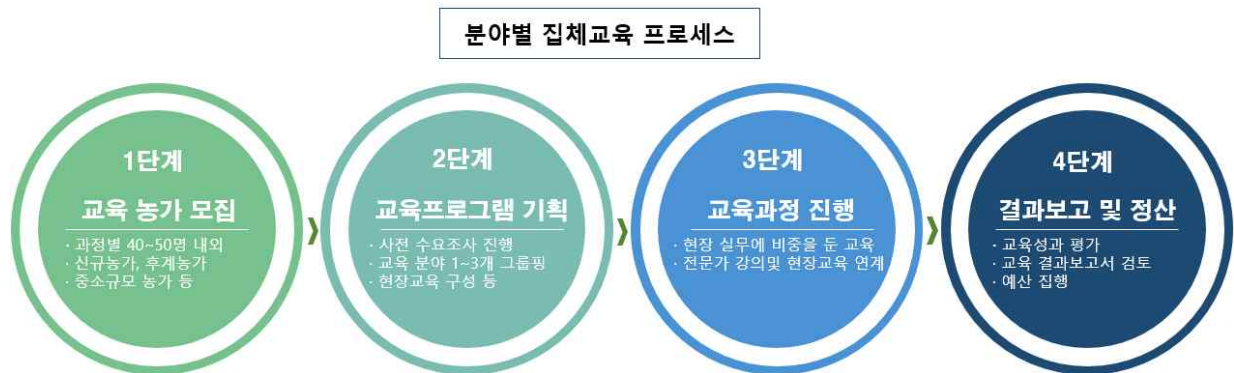 분야별 집체교육 프로세스
1단계
교육 농가 모집
· 과정별 40~50명 내외
· 신규농가, 후계농가
· 중소규모 농가 등
2단계
교육프로그램 기획
· 사전 수요조사 진행
· 교육 분야 1~3개 그룹핑
· 현장교육 구성 등
3단계
교육과정 진행
· 현장 실무에 비중을 둔 교육
· 전문가 강의및 현장교육 연계
4단계
결과보고 및 정산
· 교육성과 평가
· 교육 결과보고서 검토
· 예산 집행